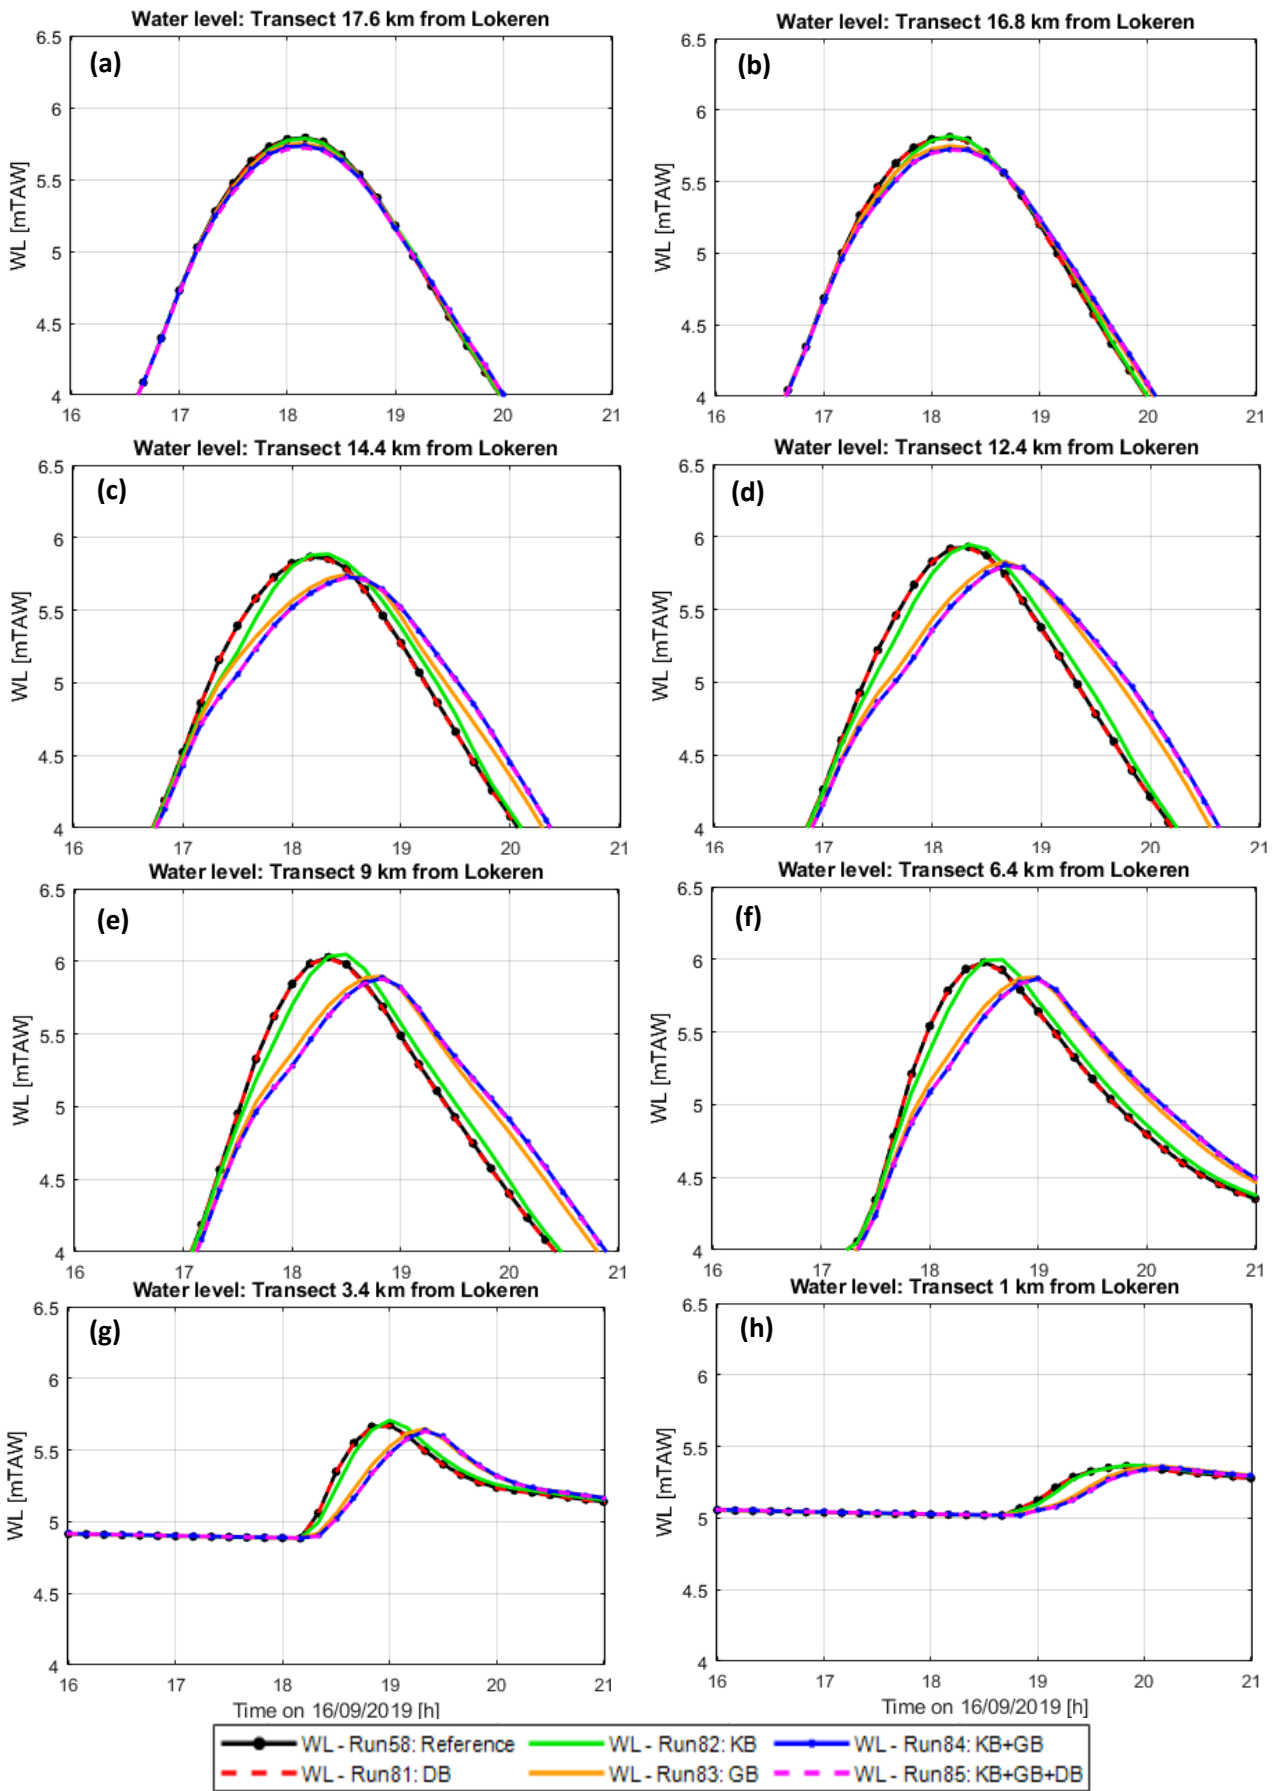 Water level: Transect 17.6 km from Lokeren
(a)
WL [mTAW]
6.5
6
5.5
5
4.5
4
16 17 18 19 20 21
Water level: Transect 16.8 km from Lokeren
(b)
WL [mTAW]
6.5
6
5.5
5
4.5
4
16 17 18 19 20 21
Water level: Transect 14.4 km from Lokeren
(c)
WL [mTAW]
6.5
6
5.5
5
4.5
4
16 17 18 19 20 21
Water level: Transect 12.4 km from Lokeren
(d)
WL [mTAW]
6.5
6
5.5
5
4.5
4
16 17 18 19 20 21
Water level: Transect 9 km from Lokeren
(e)
WL [mTAW]
6.5
6
5.5
5
4.5
4
16 17 18 19 20 21
Water level: Transect 6.4 km from Lokeren
(f)
WL [mTAW]
6.5
6
5.5
5
4.5
4
16 17 18 19 20 21
Water level: Transect 3.4 km from Lokeren
(g)
WL [mTAW]
6.5
6
5.5
5
4.5
4
16 17 18 19 20 21
Time on 16/09/2019 [h]
Water level: Transect 1 km from Lokeren
(h)
WL [mTAW]
6.5
6
5.5
5
4.5
4
16 17 18 19 20 21
Time on 16/09/2019 [h]
WL - Run58: Reference WL - Run82: KB WL - Run84: KB+GB
WL - Run81: DB WL - Run83: GB WL - Run85: KB+GB+DB